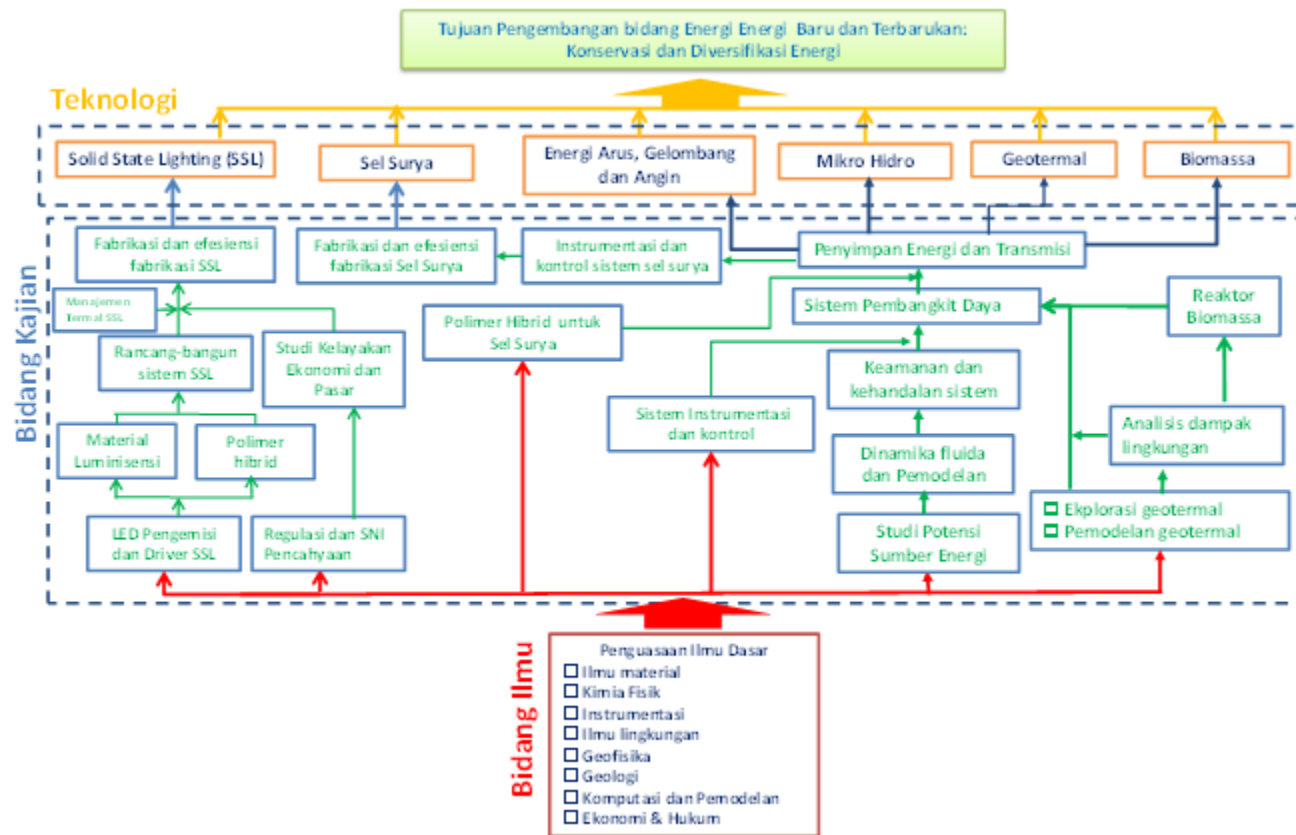 Tujuan Pengembangan bidang Energi Energi Baru dan Terbarukan:
Konservasi dan Diversifikasi Energi
Teknologi
Solid State Lighting (SSL)
Sel Surya
Energi Arus, Gelombang
dan Angin
Mikro Hidro
Geotermal
Biomassa
Bidang Kajian
Fabrikasi dan efesiensi
fabrikasi SSL
Fabrikasi dan efesiensi
fabrikasi Sel Surya
Instrumentasi dan
kontrol sistem sel surya
Penyimpan Energi dan Transmisi
Manajemen
Termal SSL
Polimer Hibrid untuk
Sel Surya
Sistem Pembangkit Daya
Reaktor
Biomassa
Rancang-bangun
sistem SSL
Studi Kelayakan
Ekonomi dan
Pasar
Keamanan dan
kehandalan sistem
Sistem Instrumentasi
dan kontrol
Analisis dampak
lingkungan
Material
Luminisensi
Polimer
hibrid
Dinamika fluida
dan Pemodelan
LED Pengemisi
dan Driver SSL
Regulasi dan SNI
Pencahyaan
Studi Potensi
Sumber Energi
Ekplorasi geotermal
Pemodelan geotermal
Bidang Ilmu
Penguasaan Ilmu Dasar
Ilmu material
Kimia Fisik
Instrumentasi
Ilmu lingkungan
Geofisika
Geologi
Komputasi dan Pemodelan
Ekonomi & Hukum